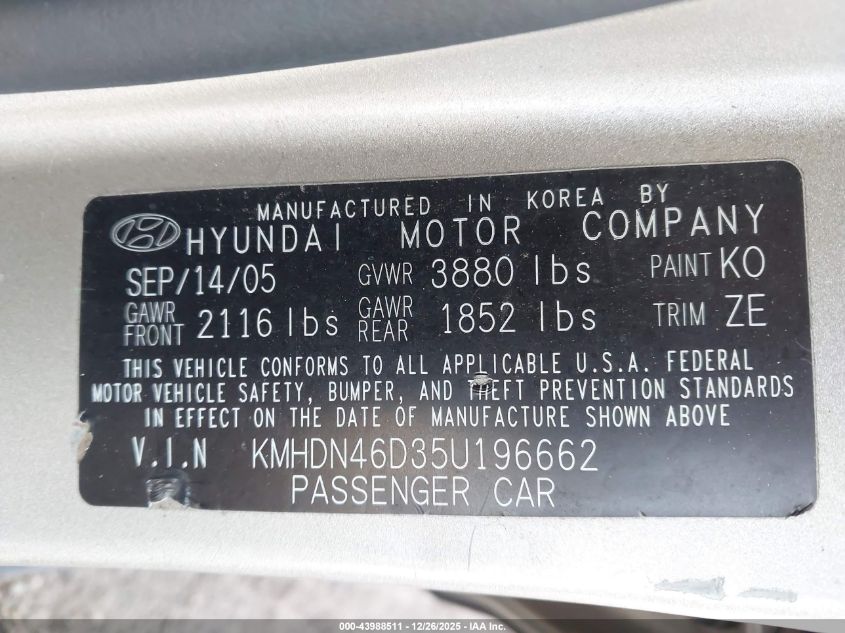 MANUFACTURED IN KOREA BY
HYUNDAI MOTOR COMPANY
SEP/14/05 GVWR 3880 lbs PAINT KO
GAWR FRONT 2116 lbs GAWR REAR 1852 lbs TRIM ZE
THIS VEHICLE CONFORMS TO ALL APPLICABLE U.S.A. FEDERAL
MOTOR VEHICLE SAFETY, BUMPER, AND THEFT PREVENTION STANDARDS
IN EFFECT ON THE DATE OF MANUFACTURE SHOWN ABOVE
V.I.N KMHDN46D35U196662
PASSENGER CAR
000-43988511 - 12/26/2025 - IAA Inc.